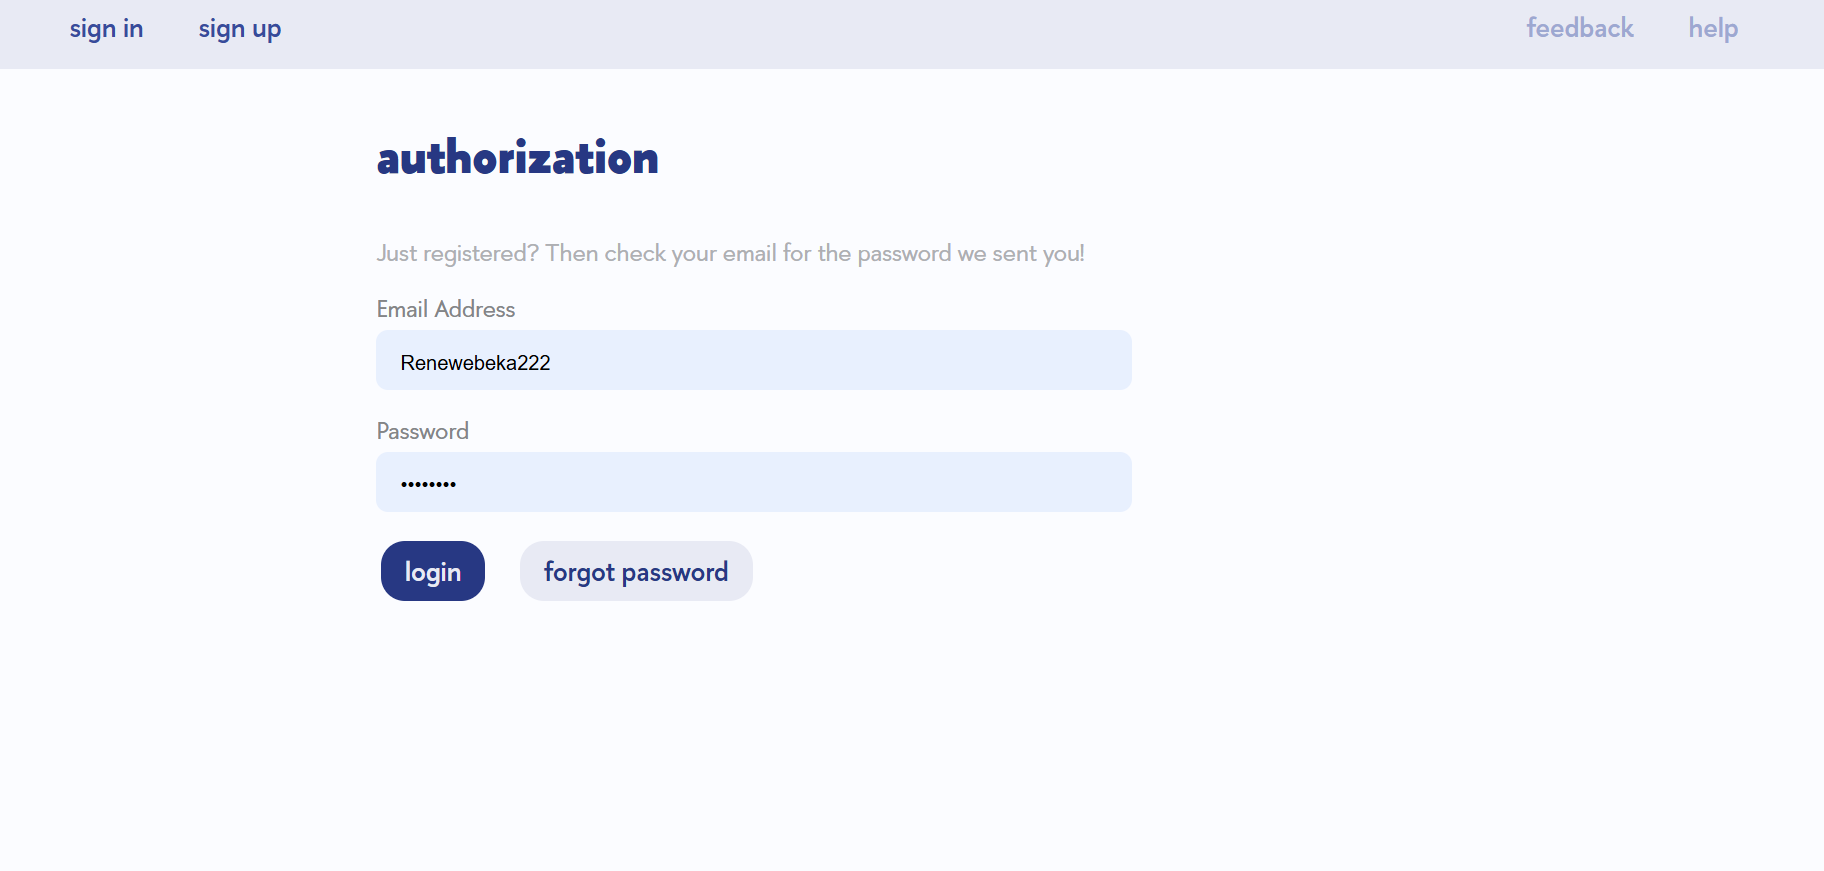 sign in sign up feedback help
authorization
Just registered? Then check your email for the password we sent you!
Email Address
Renewebeka222
Password
••••••••
login forgot password